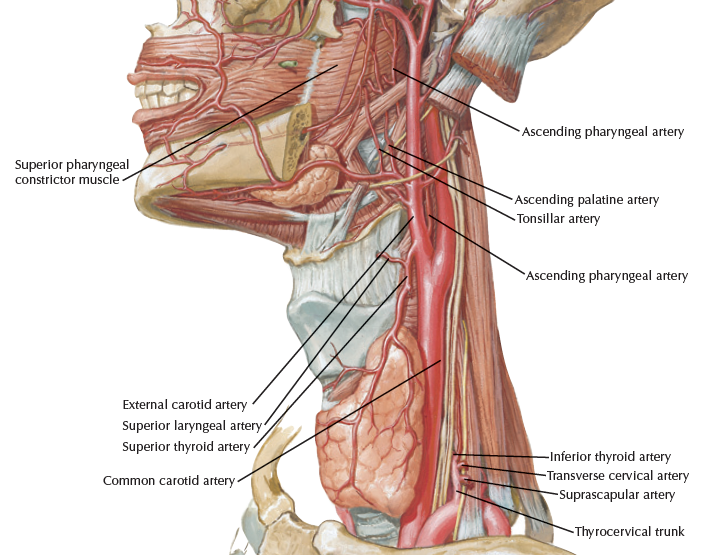 Ascending pharyngeal artery
Superior pharyngeal
constrictor muscle
Ascending palatine artery
Tonsillar artery
Ascending pharyngeal artery
External carotid artery
Superior laryngeal artery
Superior thyroid artery
Common carotid artery
Inferior thyroid artery
Transverse cervical artery
Suprascapular artery
Thyrocervical trunk